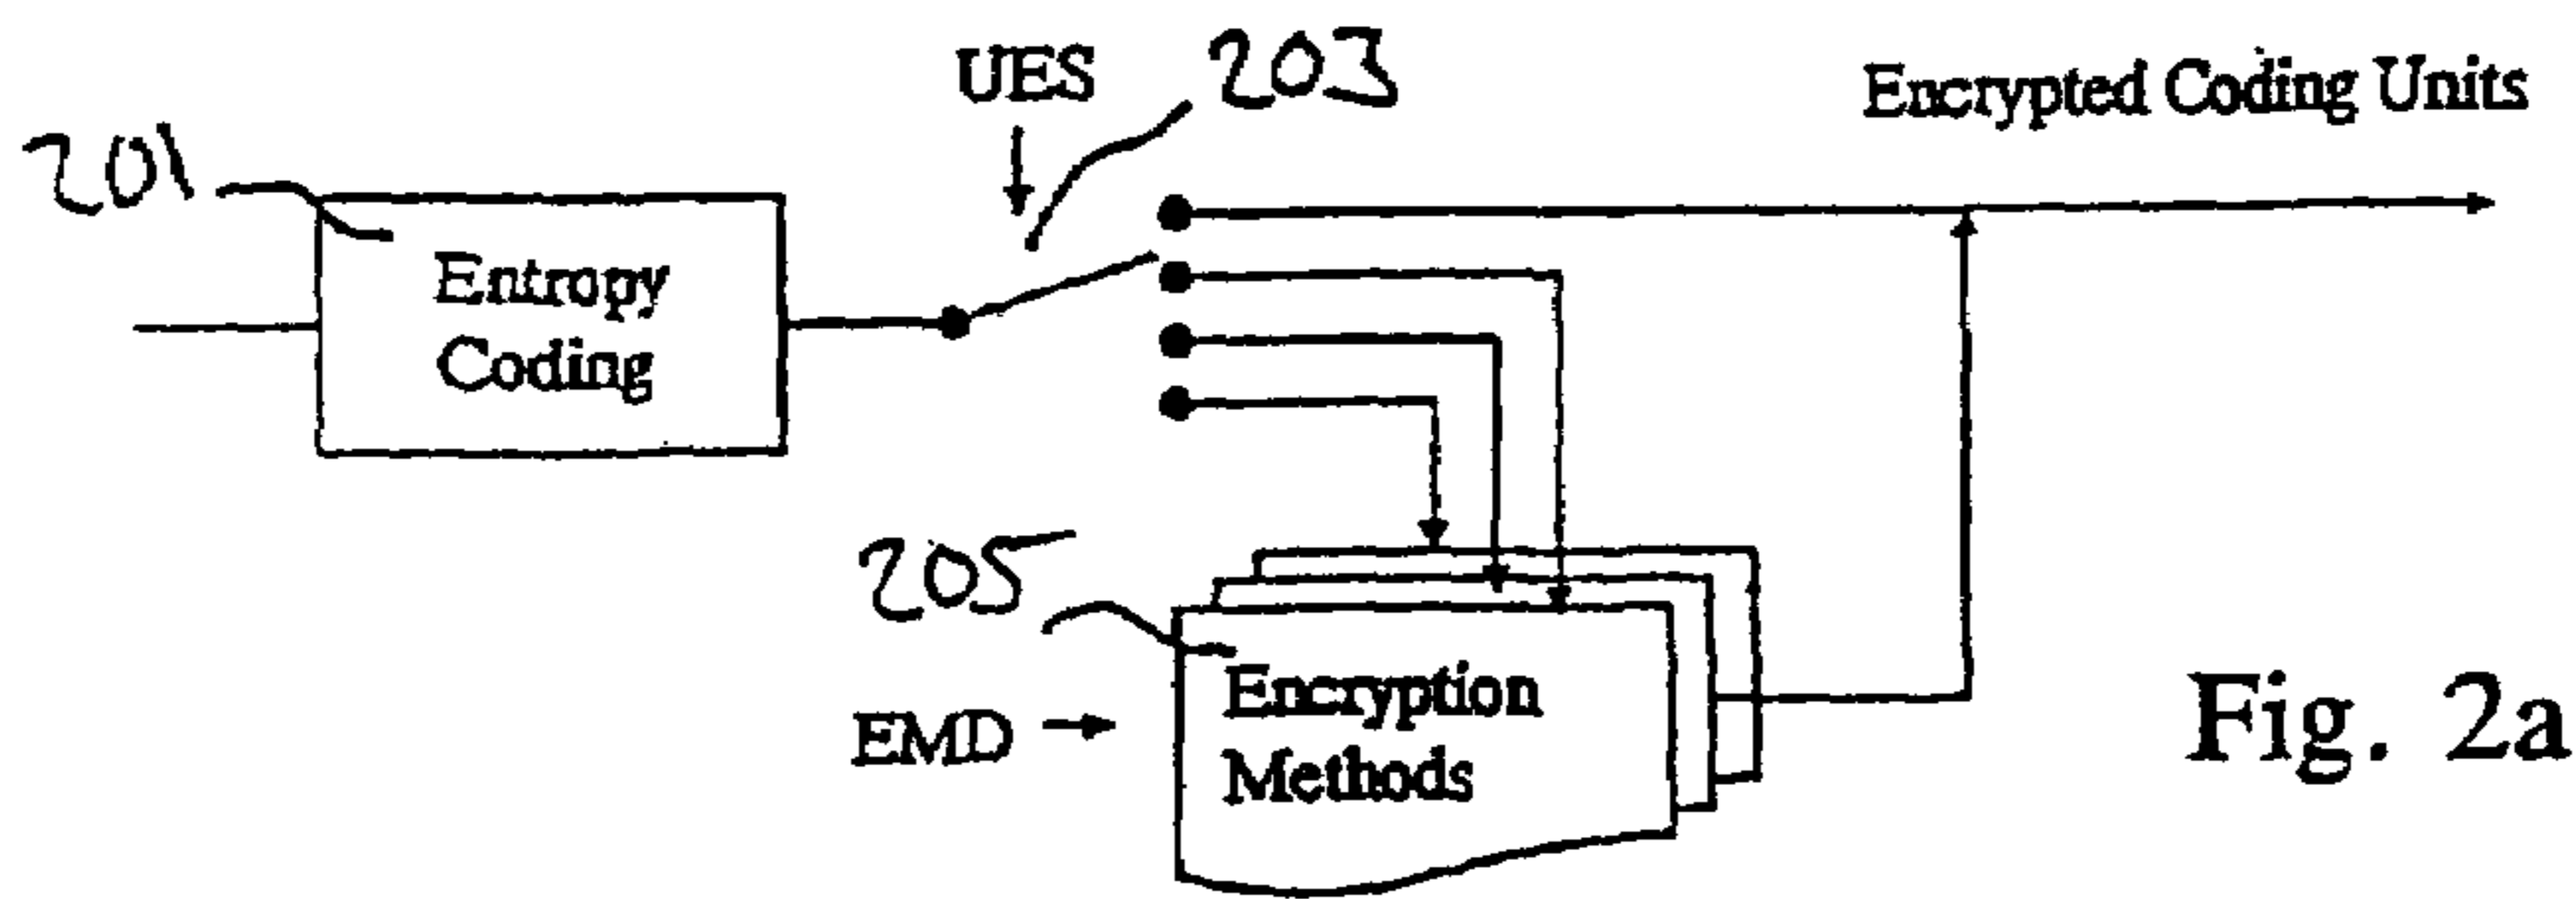 UES
203
Encrypted Coding Units
201
Entropy
Coding
205
Encryption
Methods
EMD
Fig. 2a